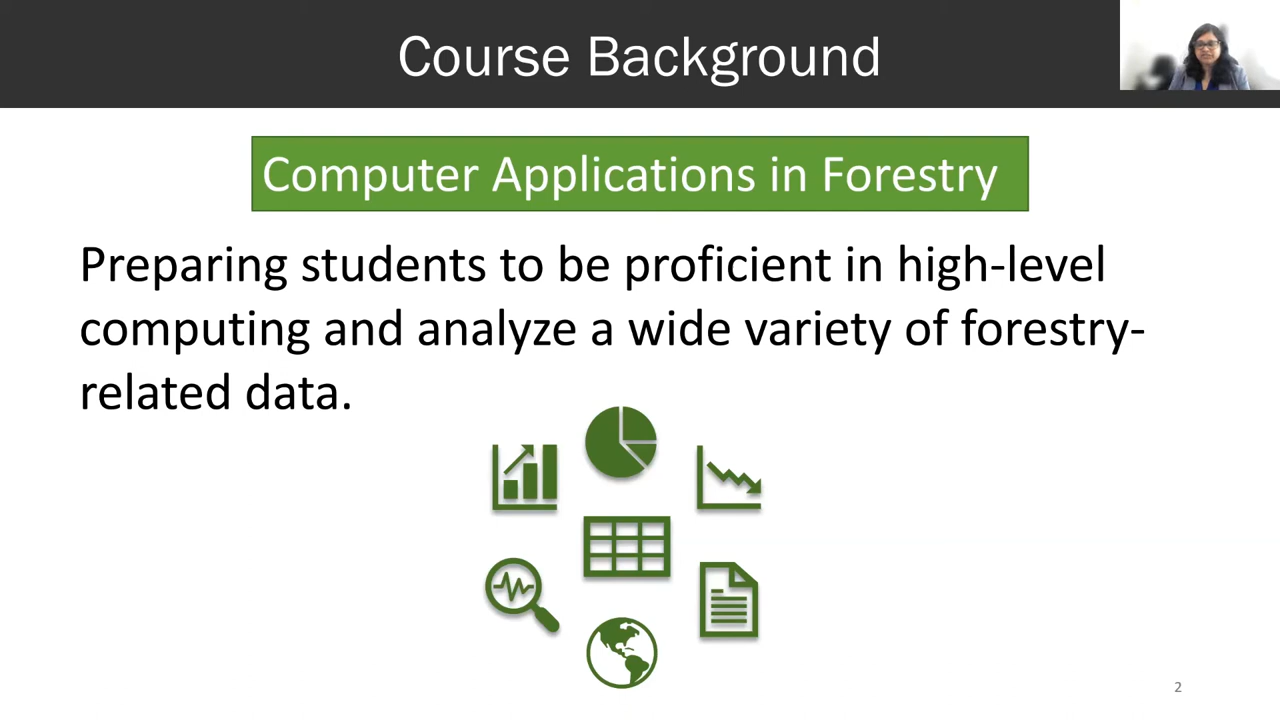 Course Background
Computer Applications in Forestry
Preparing students to be proficient in high-level
computing and analyze a wide variety of forestry-
related data.
2